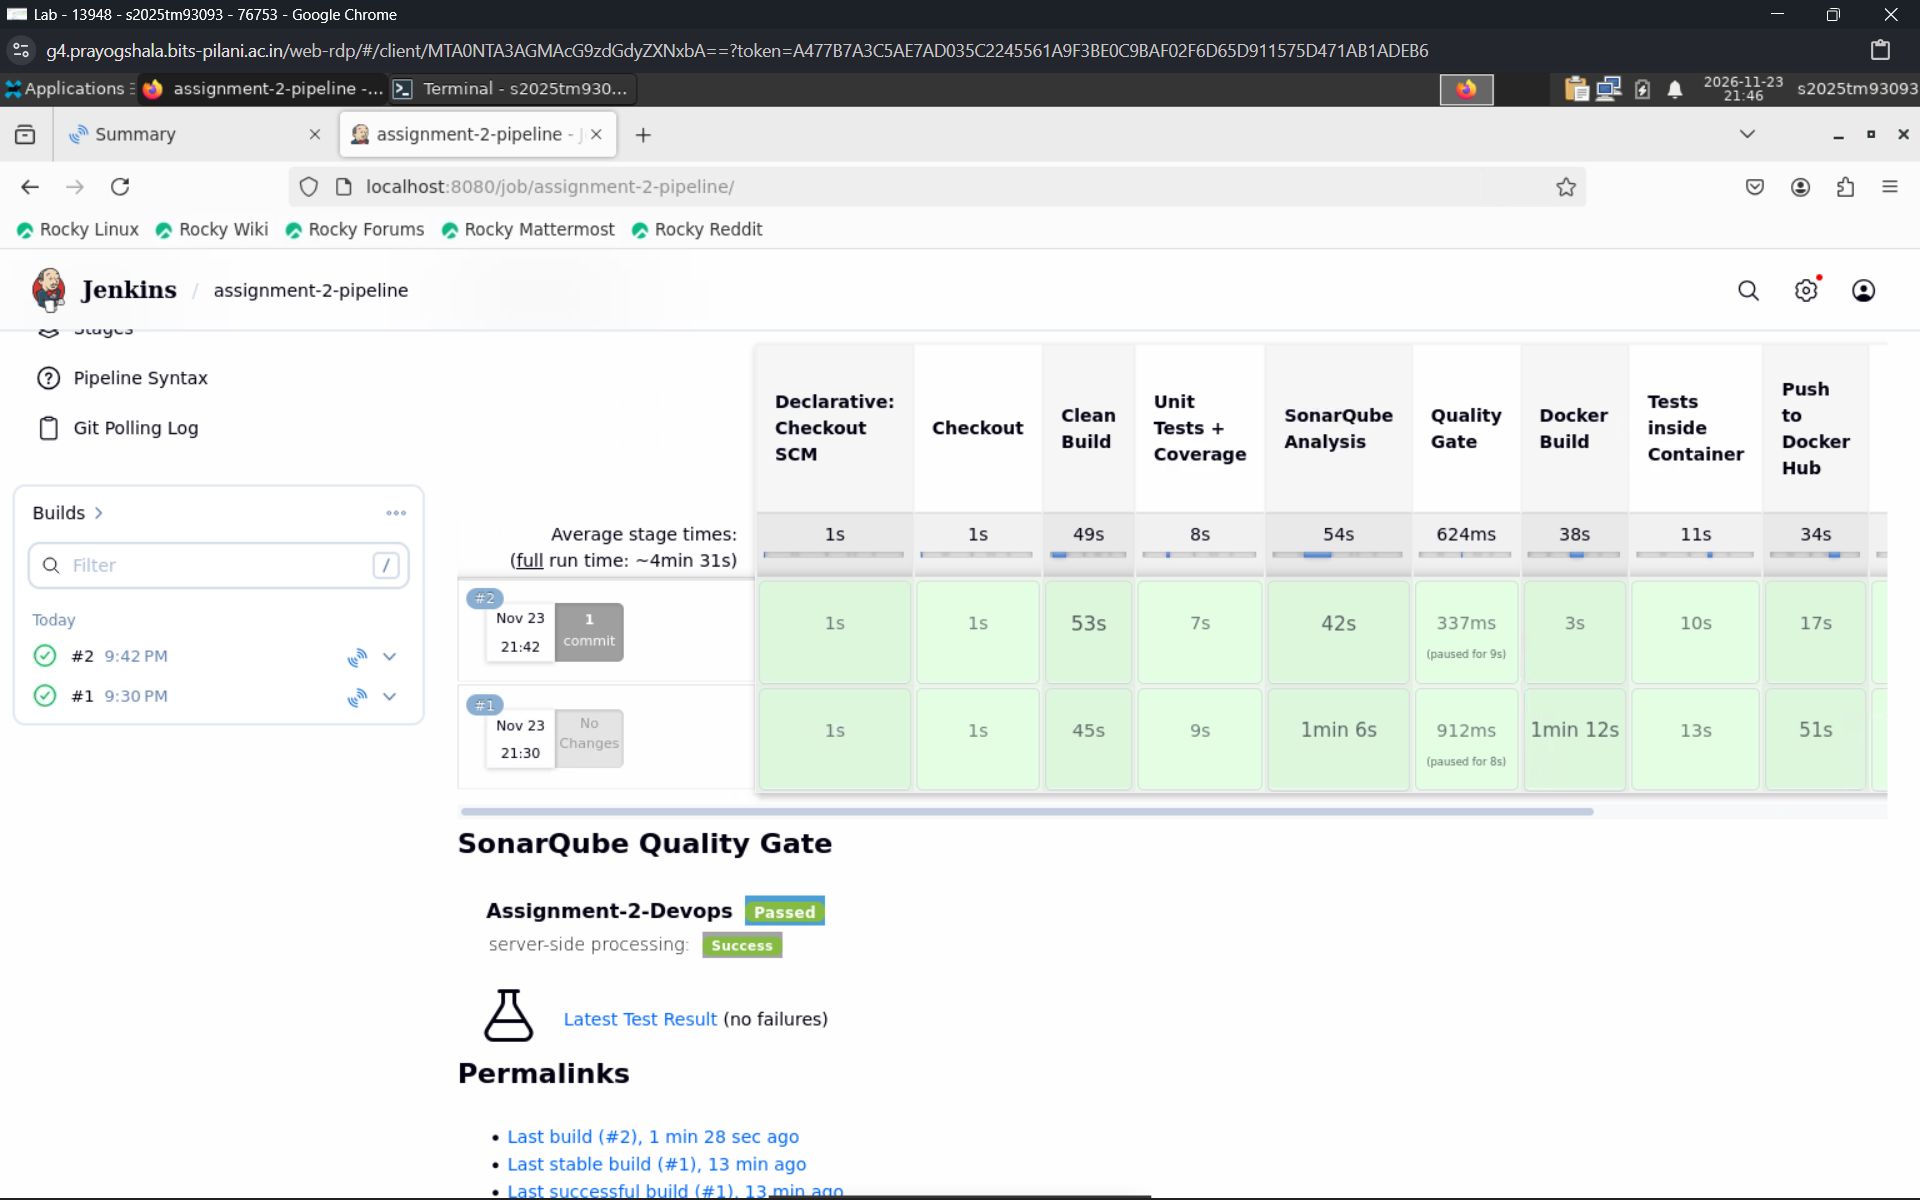 Lab - 13948 - s2025tm93093 - 76753 - Google Chrome
g4.prayogshala.bits-pilani.ac.in/web-rdp/#/client/MTA0NTA3AGMAcG9zdGdyZXNxbA==?token=A477B7A3C5AE7AD035C2245561A9F3BE0C9BAF02F6D65D911575D471AB1ADEB6
Applications assignment-2-pipeline -... Terminal - s2025tm930... 2026-11-23 21:46 s2025tm93093
Summary assignment-2-pipeline - J
localhost:8080/job/assignment-2-pipeline/
Rocky Linux Rocky Wiki Rocky Forums Rocky Mattermost Rocky Reddit
Jenkins / assignment-2-pipeline
Stages
Pipeline Syntax
Git Polling Log
Builds
Filter /
Today
#2 9:42 PM
#1 9:30 PM
Declarative: Checkout SCM
Checkout
Clean Build
Unit Tests + Coverage
SonarQube Analysis
Quality Gate
Docker Build
Tests inside Container
Push to Docker Hub
Average stage times:
(full run time: ~4min 31s)
1s 1s 49s 8s 54s 624ms 38s 11s 34s
#2
Nov 23 21:42
1 commit
1s 1s 53s 7s 42s 337ms 3s 10s 17s
(paused for 9s)
#1
Nov 23 21:30
No Changes
1s 1s 45s 9s 1min 6s 912ms 1min 12s 13s 51s
(paused for 8s)
SonarQube Quality Gate
Assignment-2-Devops Passed
server-side processing: Success
Latest Test Result (no failures)
Permalinks
• Last build (#2), 1 min 28 sec ago
• Last stable build (#1), 13 min ago
• Last successful build (#1), 13 min ago